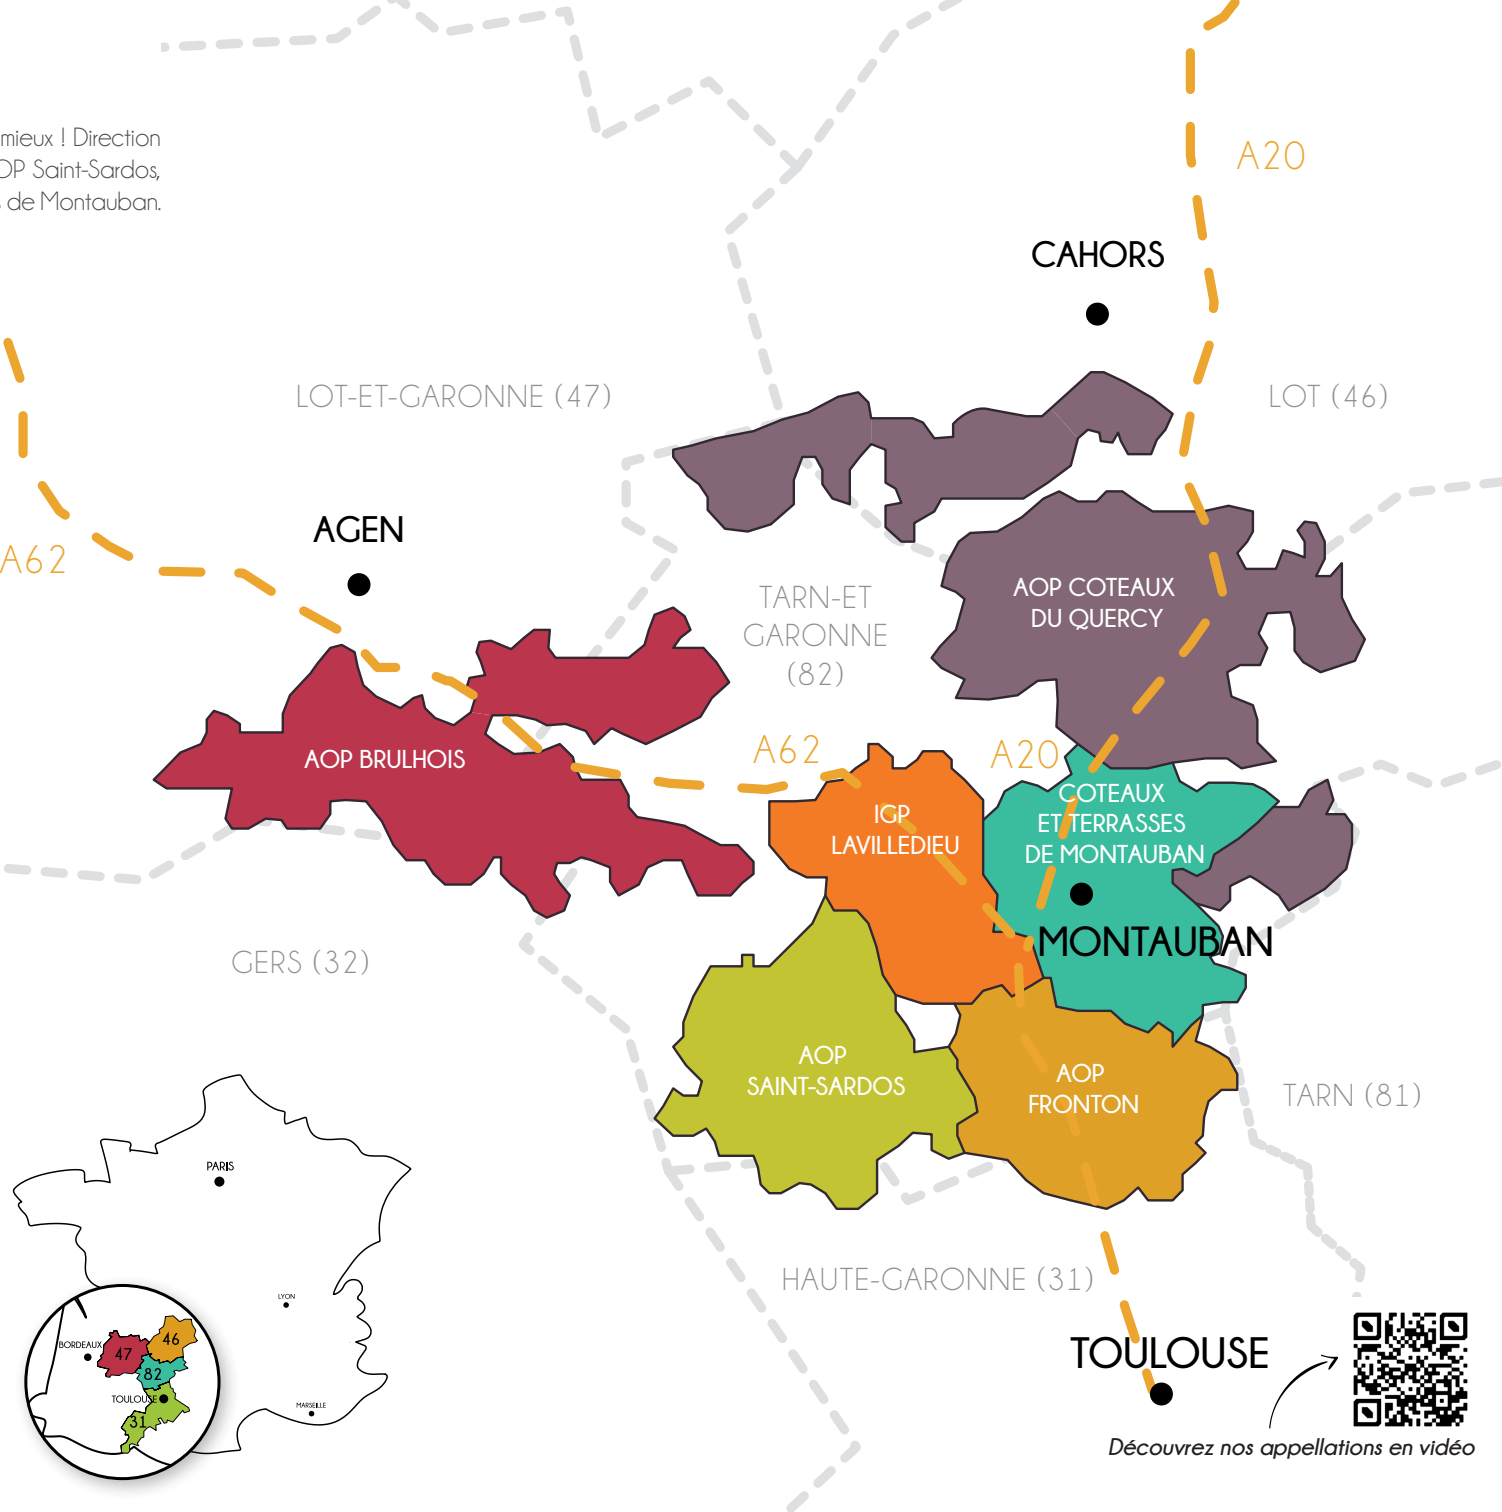 mieux ! Direction
OP Saint-Sardos,
de Montauban.
A20
CAHORS
LOT-ET-GARONNE (47)
LOT (46)
AGEN
A62
TARN-ET
GARONNE
(82)
AOP COTEAUX
DU QUERCY
AOP BRULHOIS
A62
A20
IGP
LAVILLEDIEU
COTEAUX
ET TERRASSES
DE MONTAUBAN
MONTAUBAN
GERS (32)
AOP
SAINT-SARDOS
AOP
FRONTON
TARN (81)
HAUTE-GARONNE (31)
TOULOUSE
Découvrez nos appellations en vidéo
PARIS
LYON
BORDEAUX
47
46
82
TOULOUSE
31
MARSEILLE